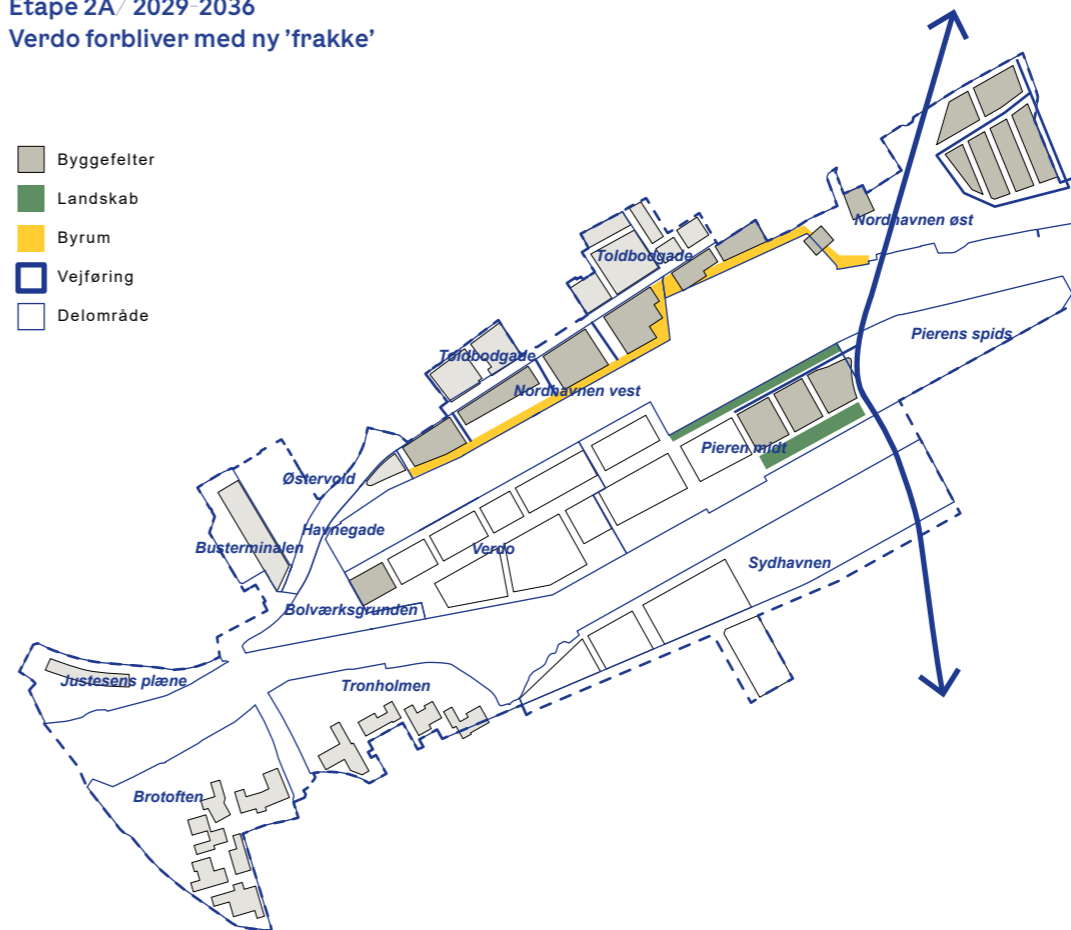 Etape 2A/ 2029-2036
Verdo forbliver med ny 'frakke'
Byggefelter
Landskab
Byrum
Vejføring
Delområde
Nordhavnen øst
Toldbodgade
Pierens spids
Toldbodgade
Nordhavnen vest
Pieren midt
Østervold
Havnegade
Busterminalen
Verdo
Sydhavnen
Bolværksgrunden
Justesens plæne
Tronholmen
Brotoften